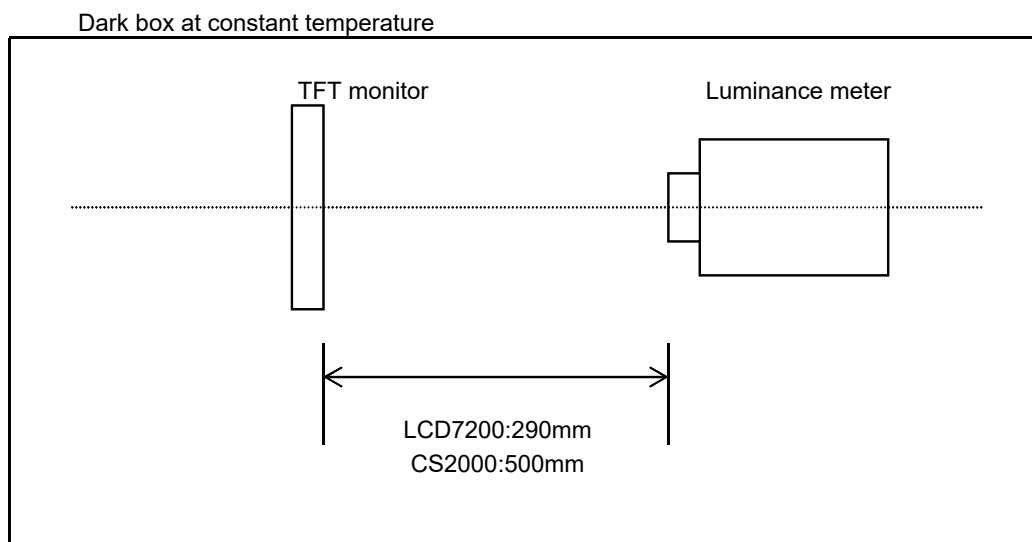 Dark box at constant temperature
TFT monitor
Luminance meter
LCD7200:290mm
CS2000:500mm